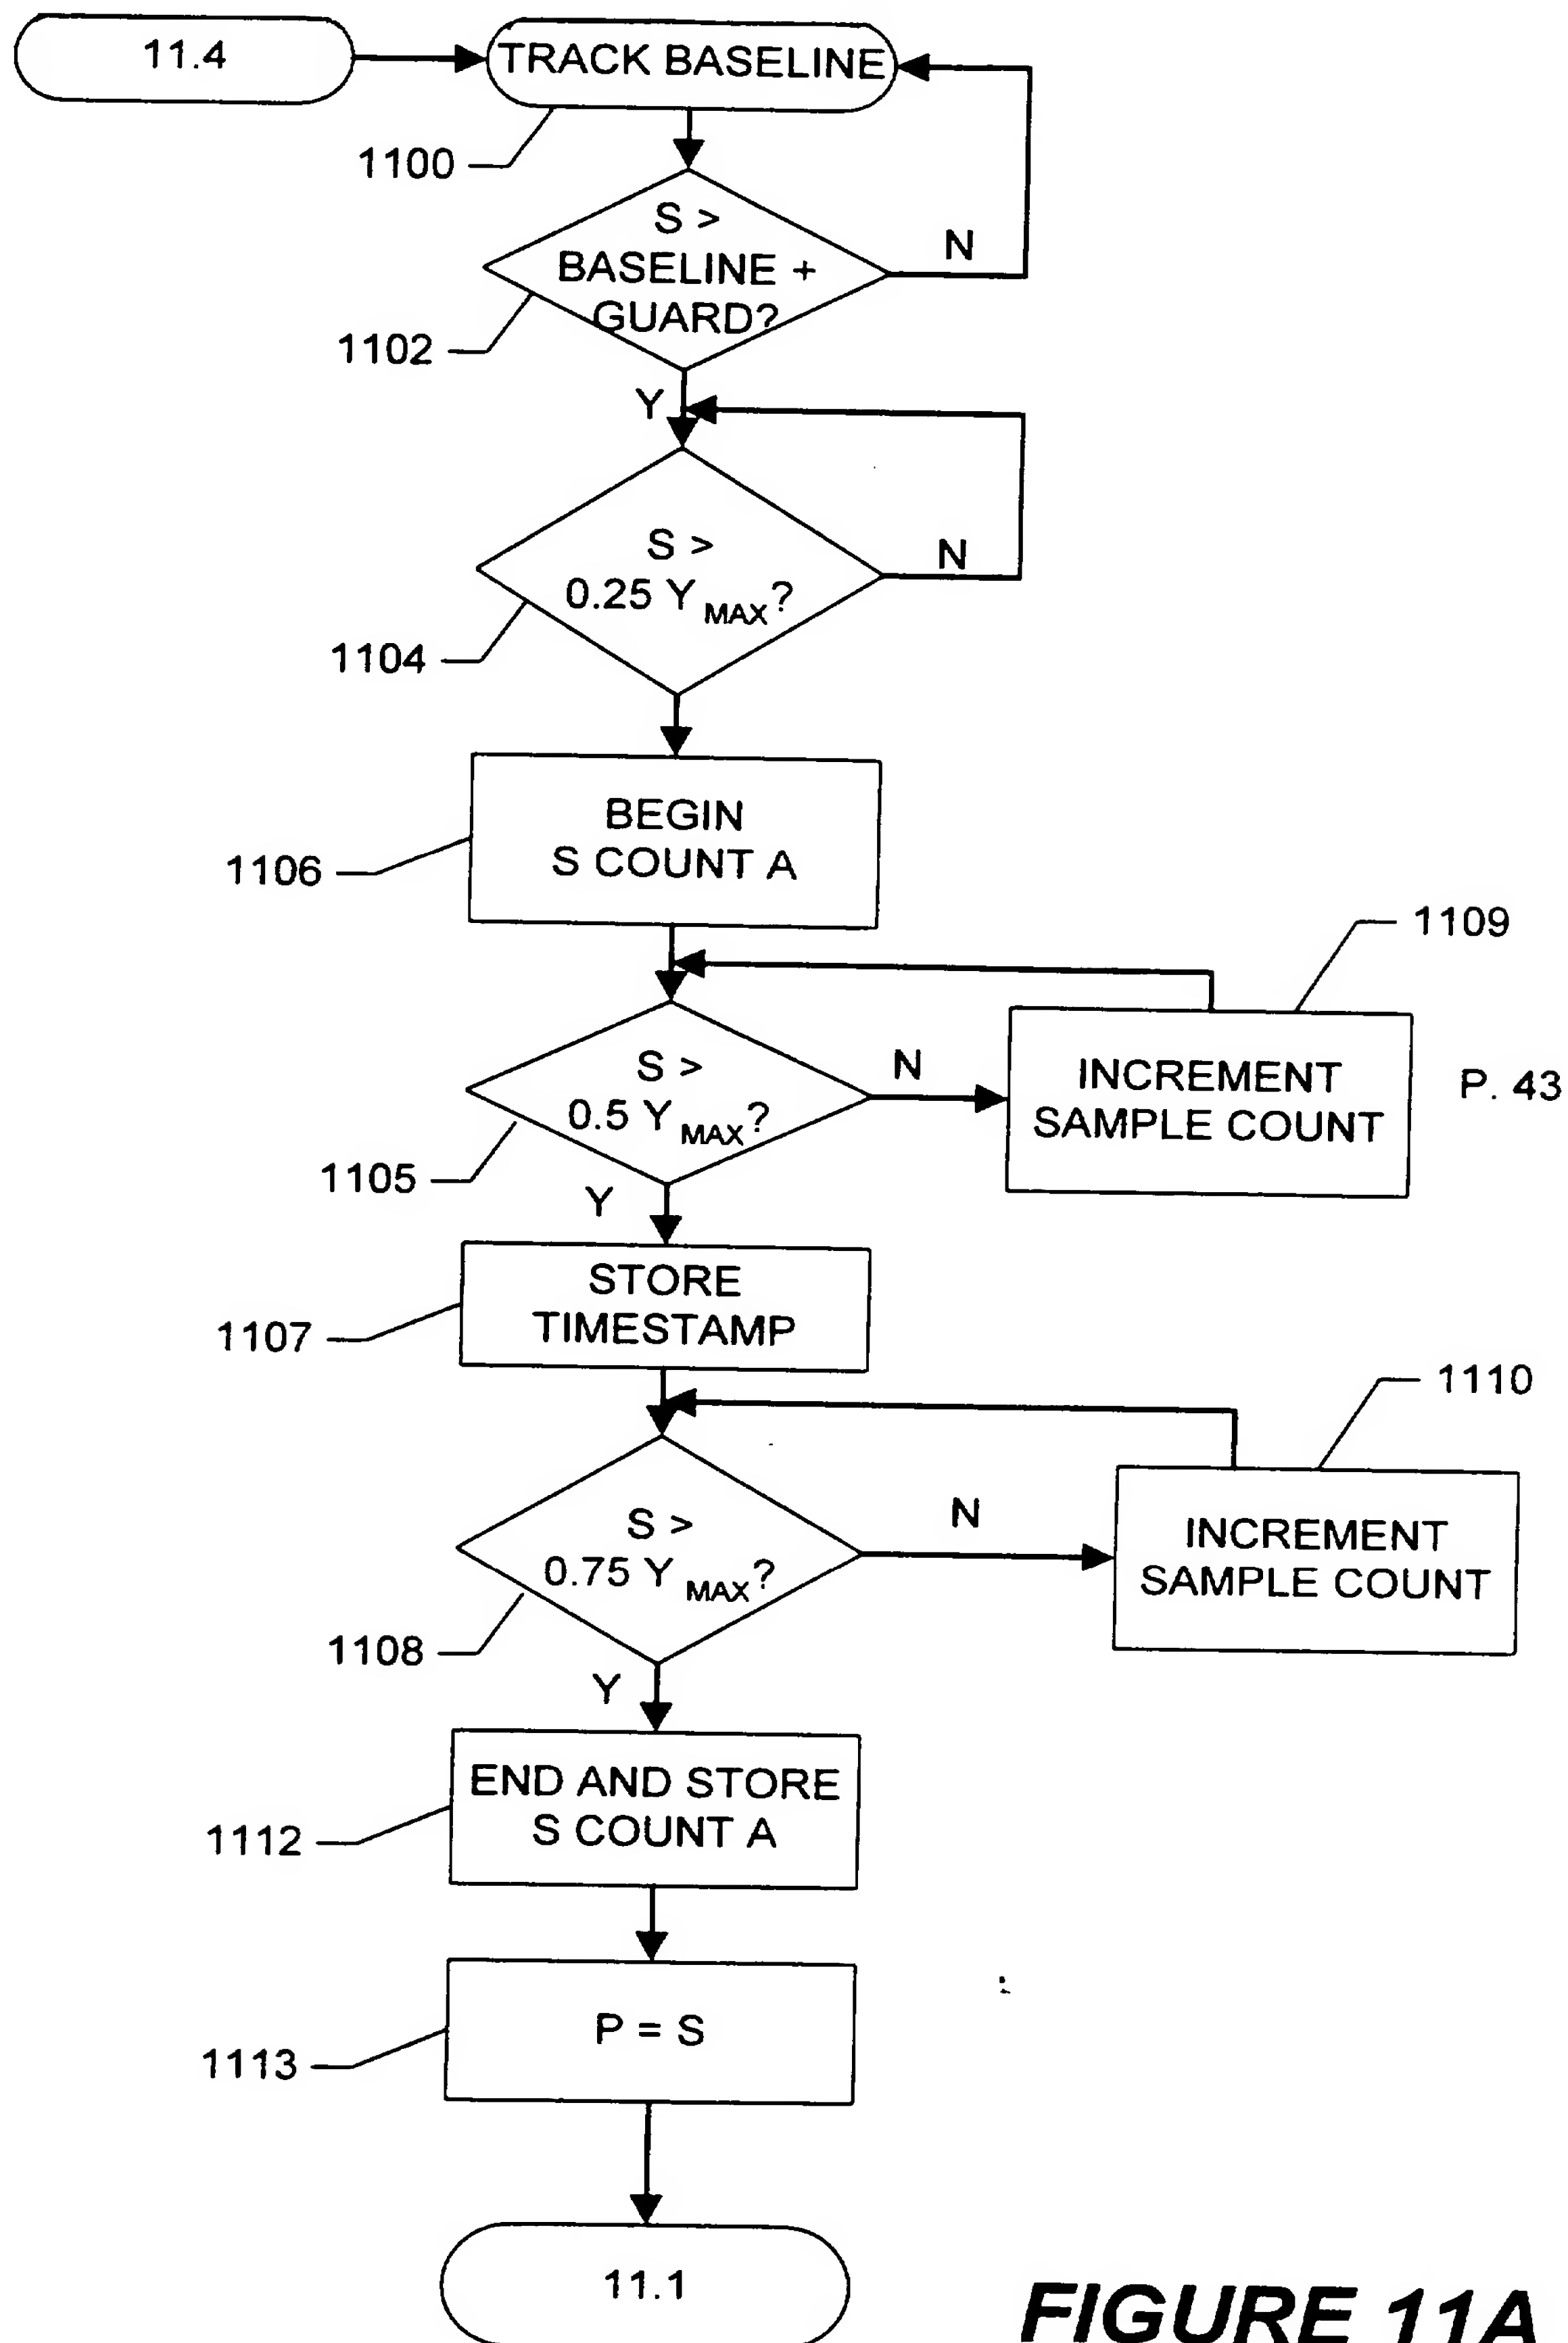 11.4
TRACK BASELINE
1100
S >
BASELINE +
GUARD?
N
1102
Y
S >
0.25 Y MAX?
N
1104
BEGIN
S COUNT A
1106
1109
S >
0.5 Y MAX?
N
INCREMENT
SAMPLE COUNT
P. 43
1105
Y
STORE
TIMESTAMP
1107
1110
S >
0.75 Y MAX?
N
INCREMENT
SAMPLE COUNT
1108
Y
END AND STORE
S COUNT A
1112
P = S
1113
11.1
FIGURE 11A